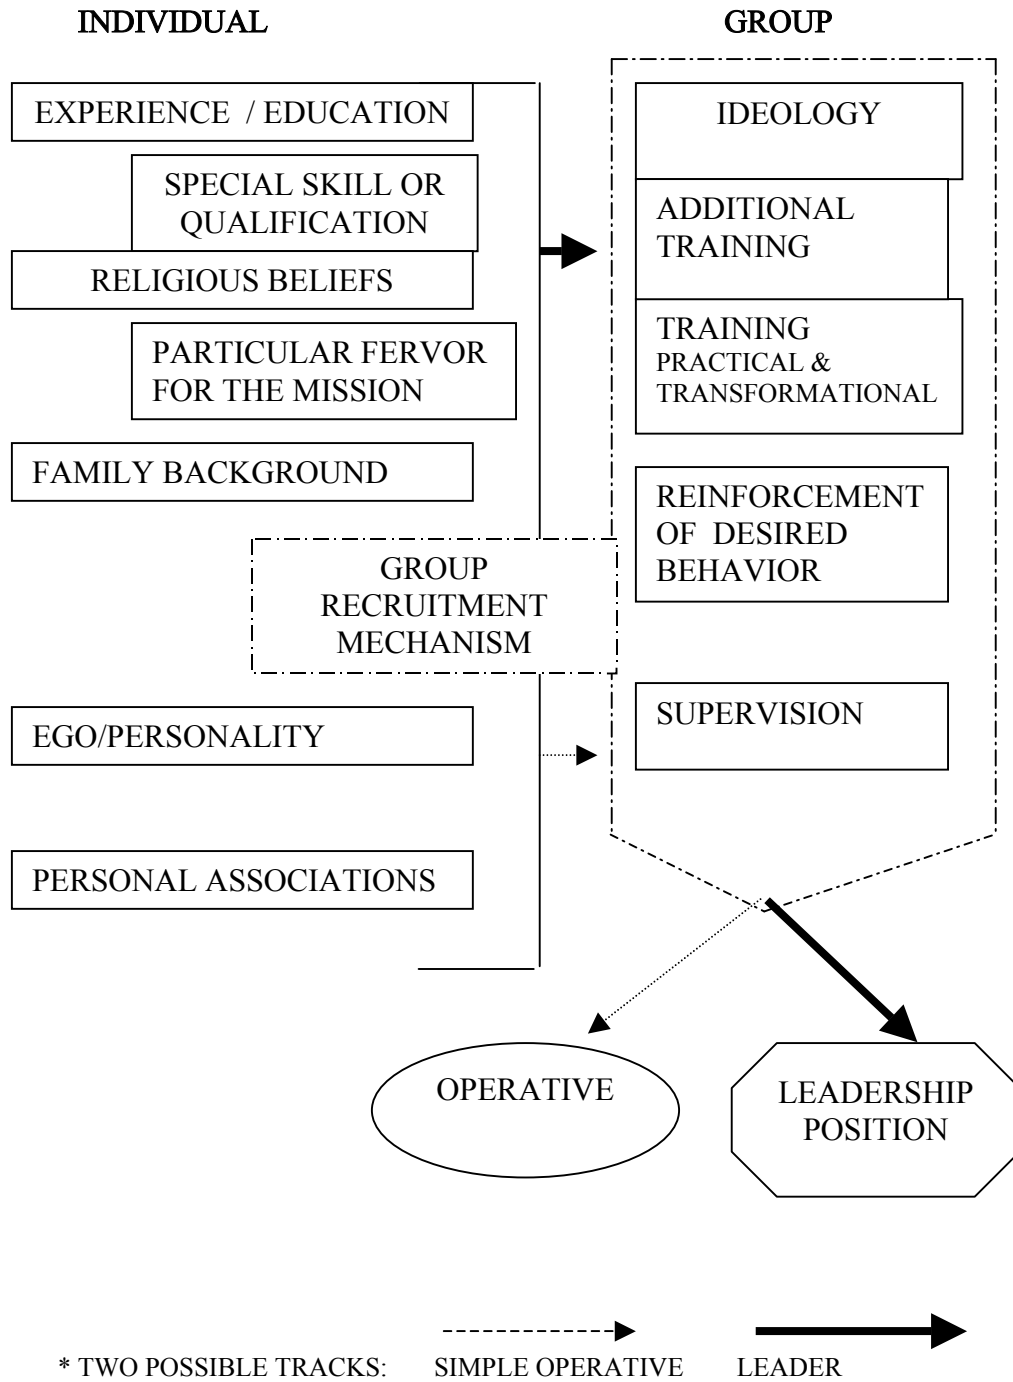 INDIVIDUAL
GROUP
EXPERIENCE / EDUCATION
SPECIAL SKILL OR
QUALIFICATION
RELIGIOUS BELIEFS
PARTICULAR FERVOR
FOR THE MISSION
FAMILY BACKGROUND
GROUP
RECRUITMENT
MECHANISM
EGO/PERSONALITY
PERSONAL ASSOCIATIONS
IDEOLOGY
ADDITIONAL
TRAINING
TRAINING
PRACTICAL &
TRANSFORMATIONAL
REINFORCEMENT
OF DESIRED
BEHAVIOR
SUPERVISION
OPERATIVE
LEADERSHIP
POSITION
* TWO POSSIBLE TRACKS: SIMPLE OPERATIVE LEADER